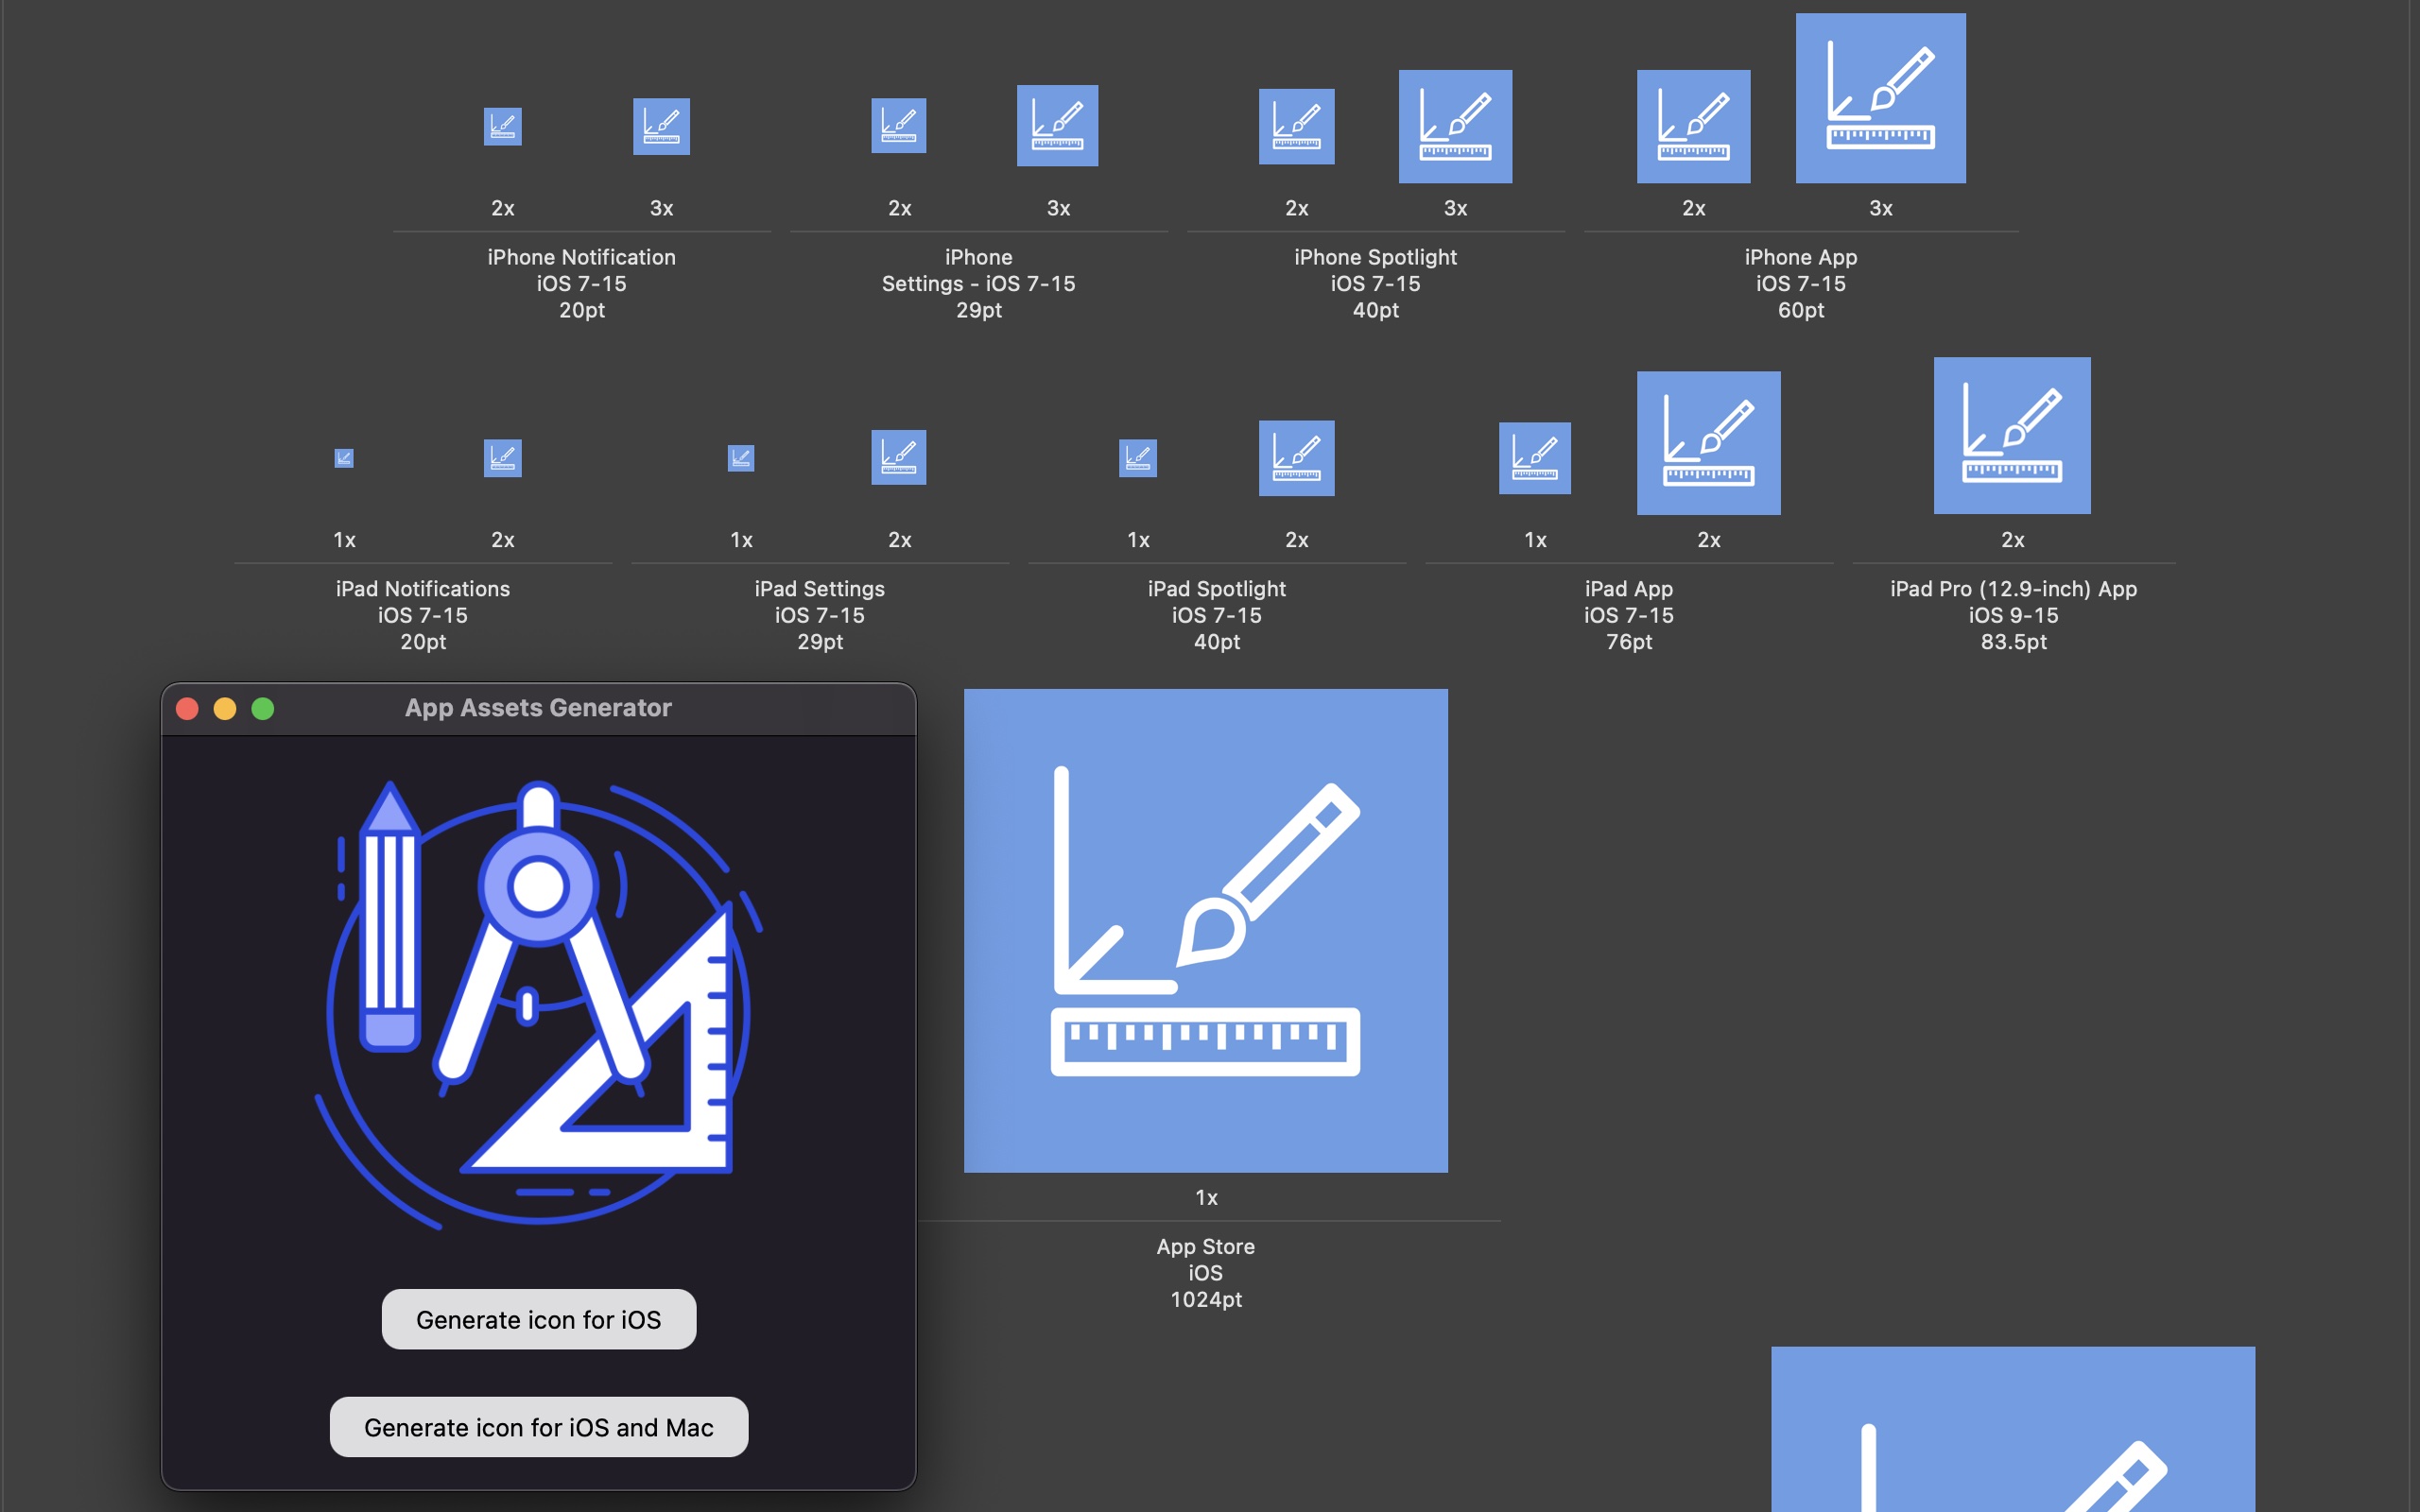 2x 3x 2x 3x 2x 3x 2x 3x
iPhone Notification
iOS 7-15
20pt
iPhone
Settings - iOS 7-15
29pt
iPhone Spotlight
iOS 7-15
40pt
iPhone App
iOS 7-15
60pt
1x 2x 1x 2x 1x 2x 1x 2x 2x
iPad Notifications
iOS 7-15
20pt
iPad Settings
iOS 7-15
29pt
iPad Spotlight
iOS 7-15
40pt
iPad App
iOS 7-15
76pt
iPad Pro (12.9-inch) App
iOS 9-15
83.5pt
App Assets Generator
Generate icon for iOS
Generate icon for iOS and Mac
1x
App Store
iOS
1024pt